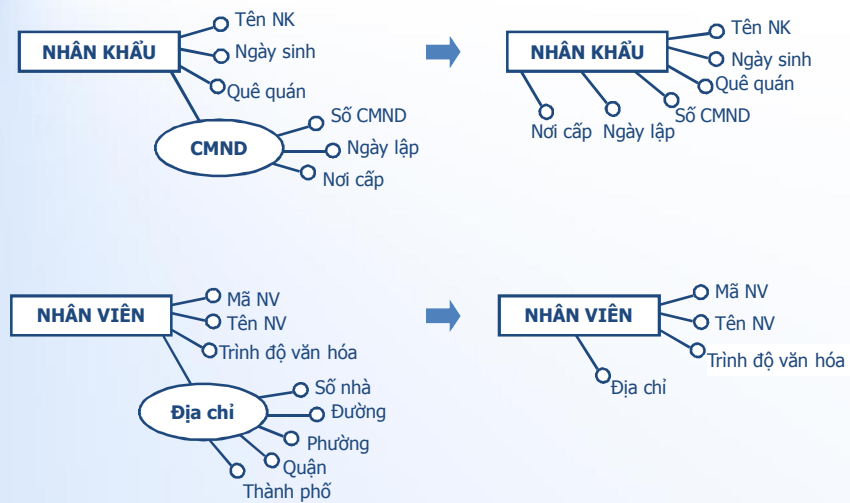 Tên NK
NHÂN KHẨU
Ngày sinh
Quê quán
Số CMND
CMND
Ngày lập
Nơi cấp
Tên NK
NHÂN KHẨU
Ngày sinh
Quê quán
Số CMND
Nơi cấp
Ngày lập
Mã NV
NHÂN VIÊN
Tên NV
Trình độ văn hóa
Số nhà
Địa chỉ
Đường
Phường
Quận
Thành phố
Mã NV
NHÂN VIÊN
Tên NV
Trình độ văn hóa
Địa chỉ